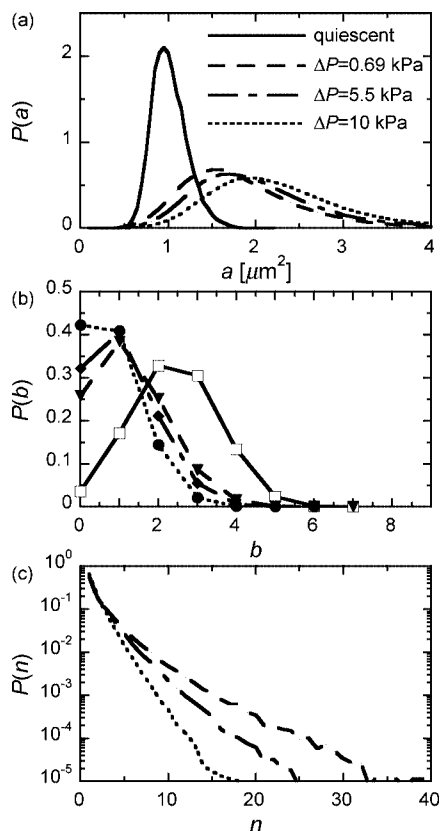 (a)
P(a)
2
1
0
quiescent
ΔP=0.69 kPa
ΔP=5.5 kPa
ΔP=10 kPa
0 1 2 3 4
a [μm²]
(b)
P(b)
0.5
0.4
0.3
0.2
0.1
0
0 2 4 6 8
b
(c)
P(n)
10⁰
10⁻¹
10⁻²
10⁻³
10⁻⁴
10⁻⁵
0 10 20 30 40
n